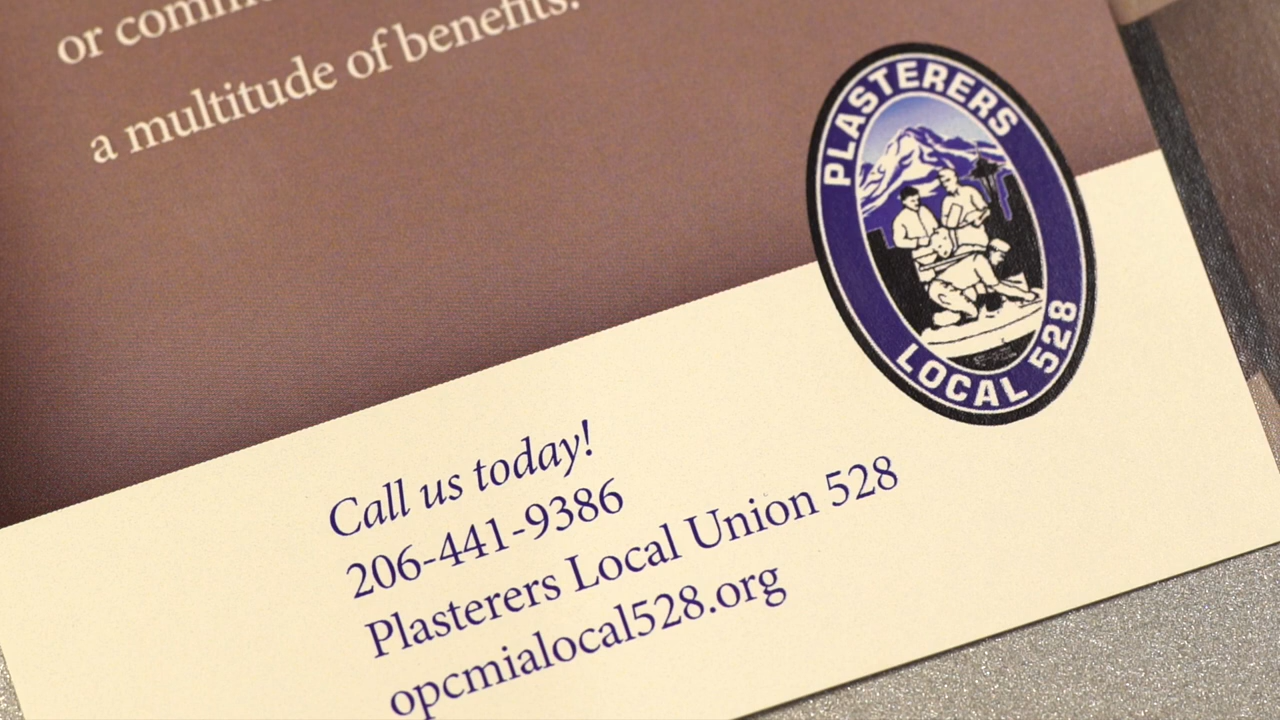 or
a multitude of benefits.
PLASTERERS
LOCAL 528
Call us today!
206-441-9386
Plasterers Local Union 528
opcmialocal528.org